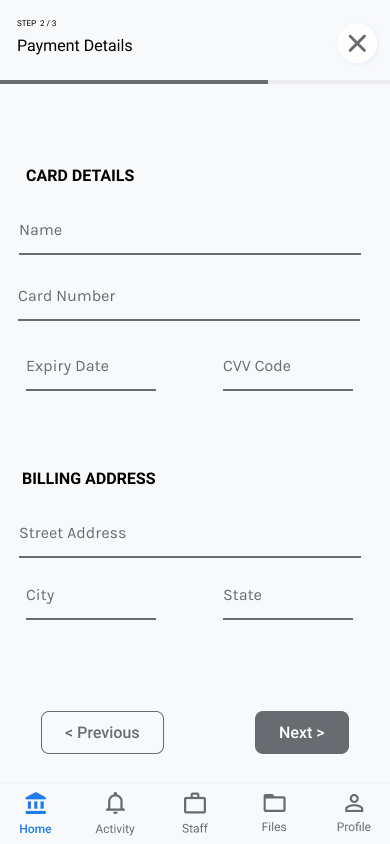 STEP 2 / 3
Payment Details
CARD DETAILS
Name
Card Number
Expiry Date CVV Code
BILLING ADDRESS
Street Address
City State
< Previous Next >
Home Activity Staff Files Profile